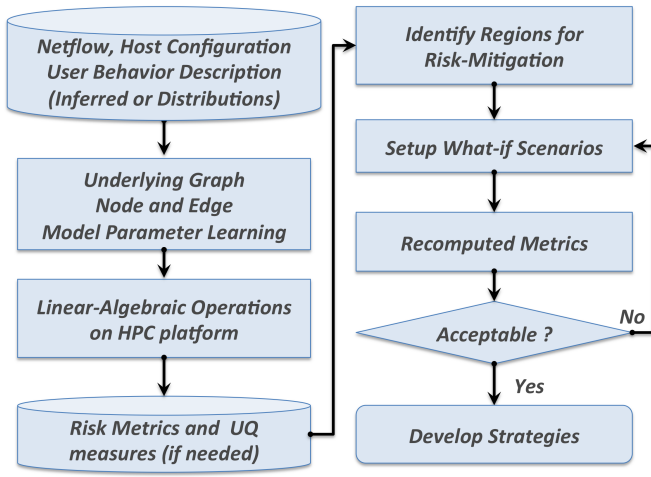 Netflow, Host Configuration
User Behavior Description
(Inferred or Distributions)
Underlying Graph
Node and Edge
Model Parameter Learning
Linear-Algebraic Operations
on HPC platform
Risk Metrics and UQ
measures (if needed)
Identify Regions for
Risk-Mitigation
Setup What-if Scenarios
Recomputed Metrics
Acceptable ?
No
Yes
Develop Strategies